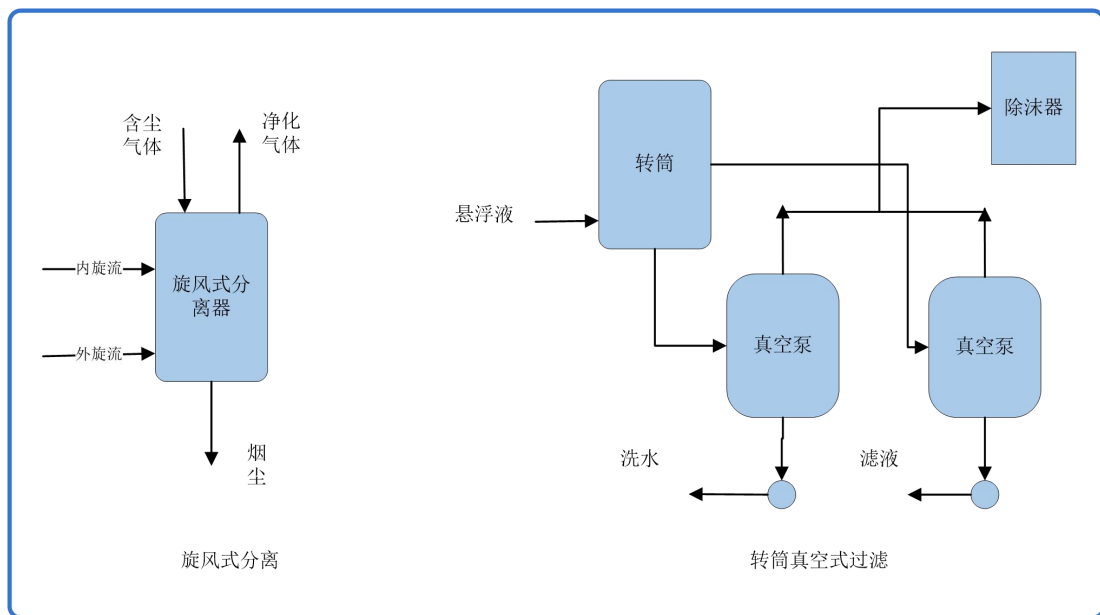 含尘
气体
净化
气体
内旋流
旋风式分
离器
外旋流
烟
尘
旋风式分离
除沫器
转筒
悬浮液
真空泵
真空泵
洗水
滤液
转筒真空式过滤